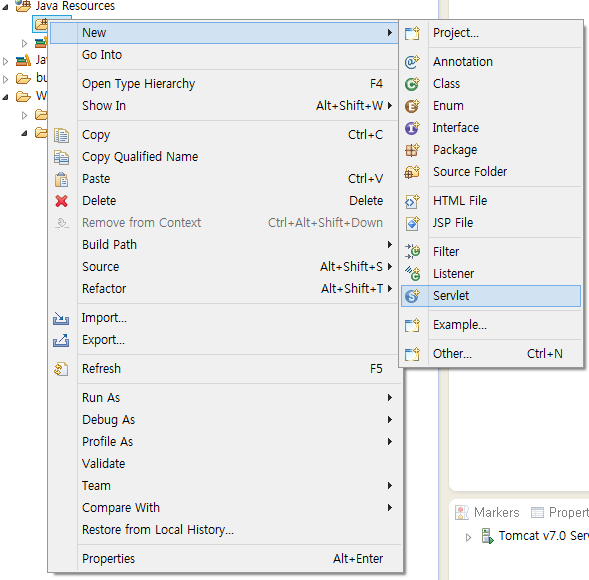 Java Resources
New
Go Into
Open Type Hierarchy F4
Show In Alt+Shift+W
Copy Ctrl+C
Copy Qualified Name
Paste Ctrl+V
Delete Delete
Remove from Context Ctrl+Alt+Shift+Down
Build Path
Source Alt+Shift+S
Refactor Alt+Shift+T
Import...
Export...
Refresh F5
Run As
Debug As
Profile As
Validate
Team
Compare With
Restore from Local History...
Properties Alt+Enter
Project...
Annotation
Class
Enum
Interface
Package
Source Folder
HTML File
JSP File
Filter
Listener
Servlet
Example...
Other... Ctrl+N
Ja
bu
W
Markers Propert
Tomcat v7.0 Ser